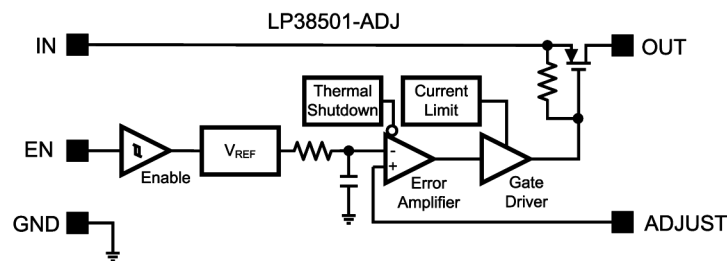 LP38501-ADJ
IN
OUT
Thermal
Shutdown
Current
Limit
EN
Enable
VREF
-
+
Error
Amplifier
Gate
Driver
GND
ADJUST